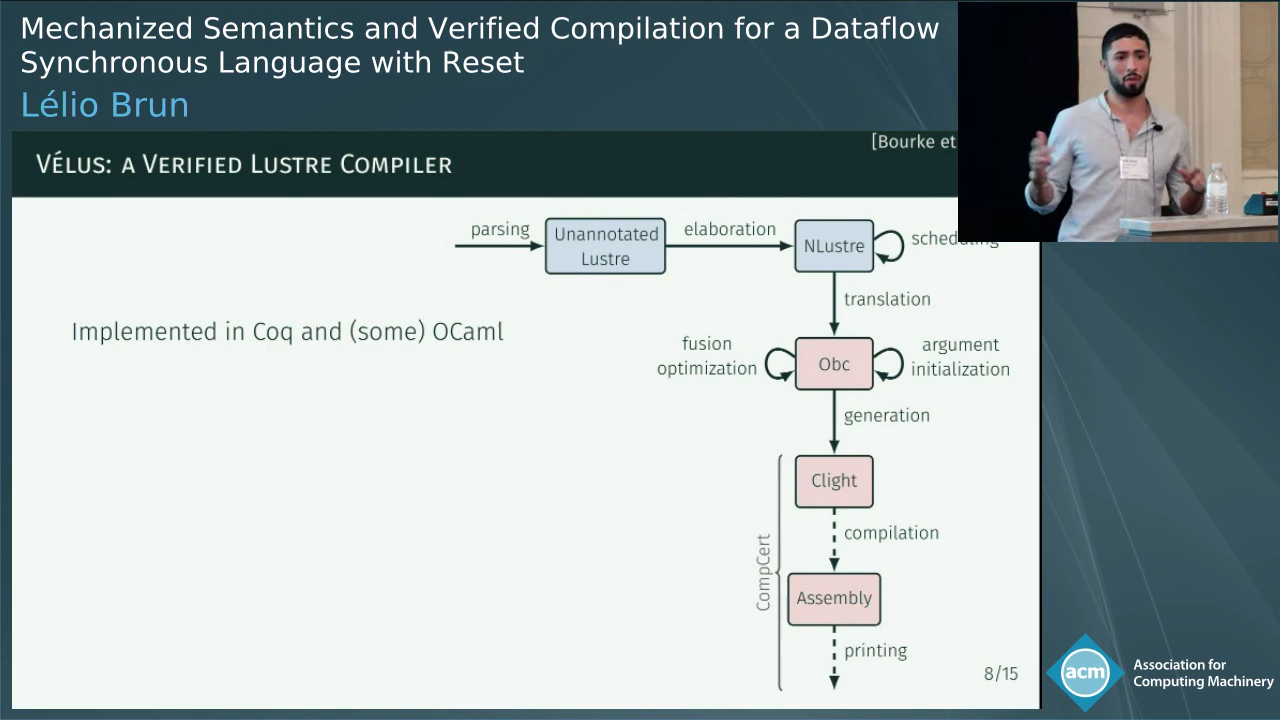 Mechanized Semantics and Verified Compilation for a Dataflow
Synchronous Language with Reset
Lélio Brun
[Bourke et
VÉLUS: A VERIFIED LUSTRE COMPILER
parsing
Unannotated
Lustre
elaboration
NLustre
scheduling
translation
Implemented in Coq and (some) OCaml
fusion
optimization
Obc
argument
initialization
generation
Clight
compilation
CompCert
Assembly
printing
8/15
acm
Association for
Computing Machinery